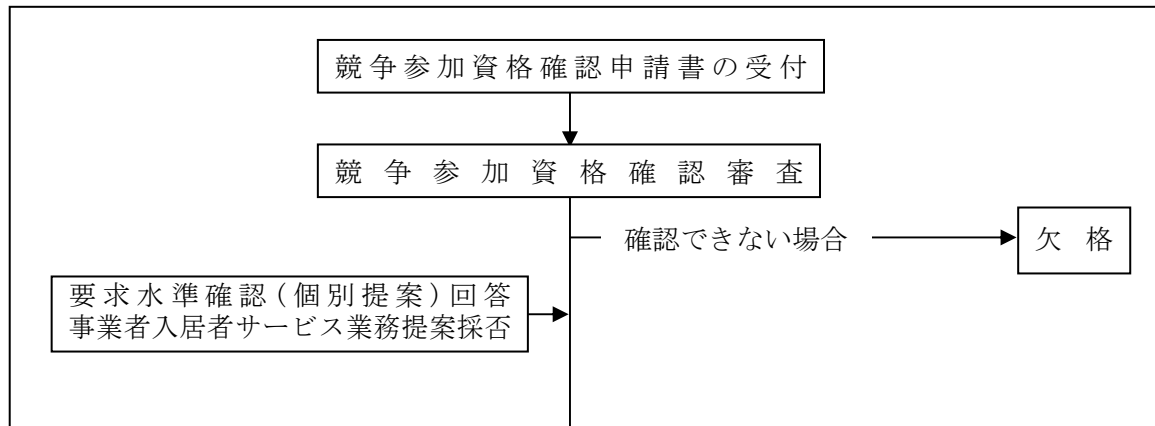 競争参加資格確認申請書の受付
競争参加資格確認審査
確認できない場合
欠格
要求水準確認(個別提案)回答
事業者入居者サービス業務提案採否